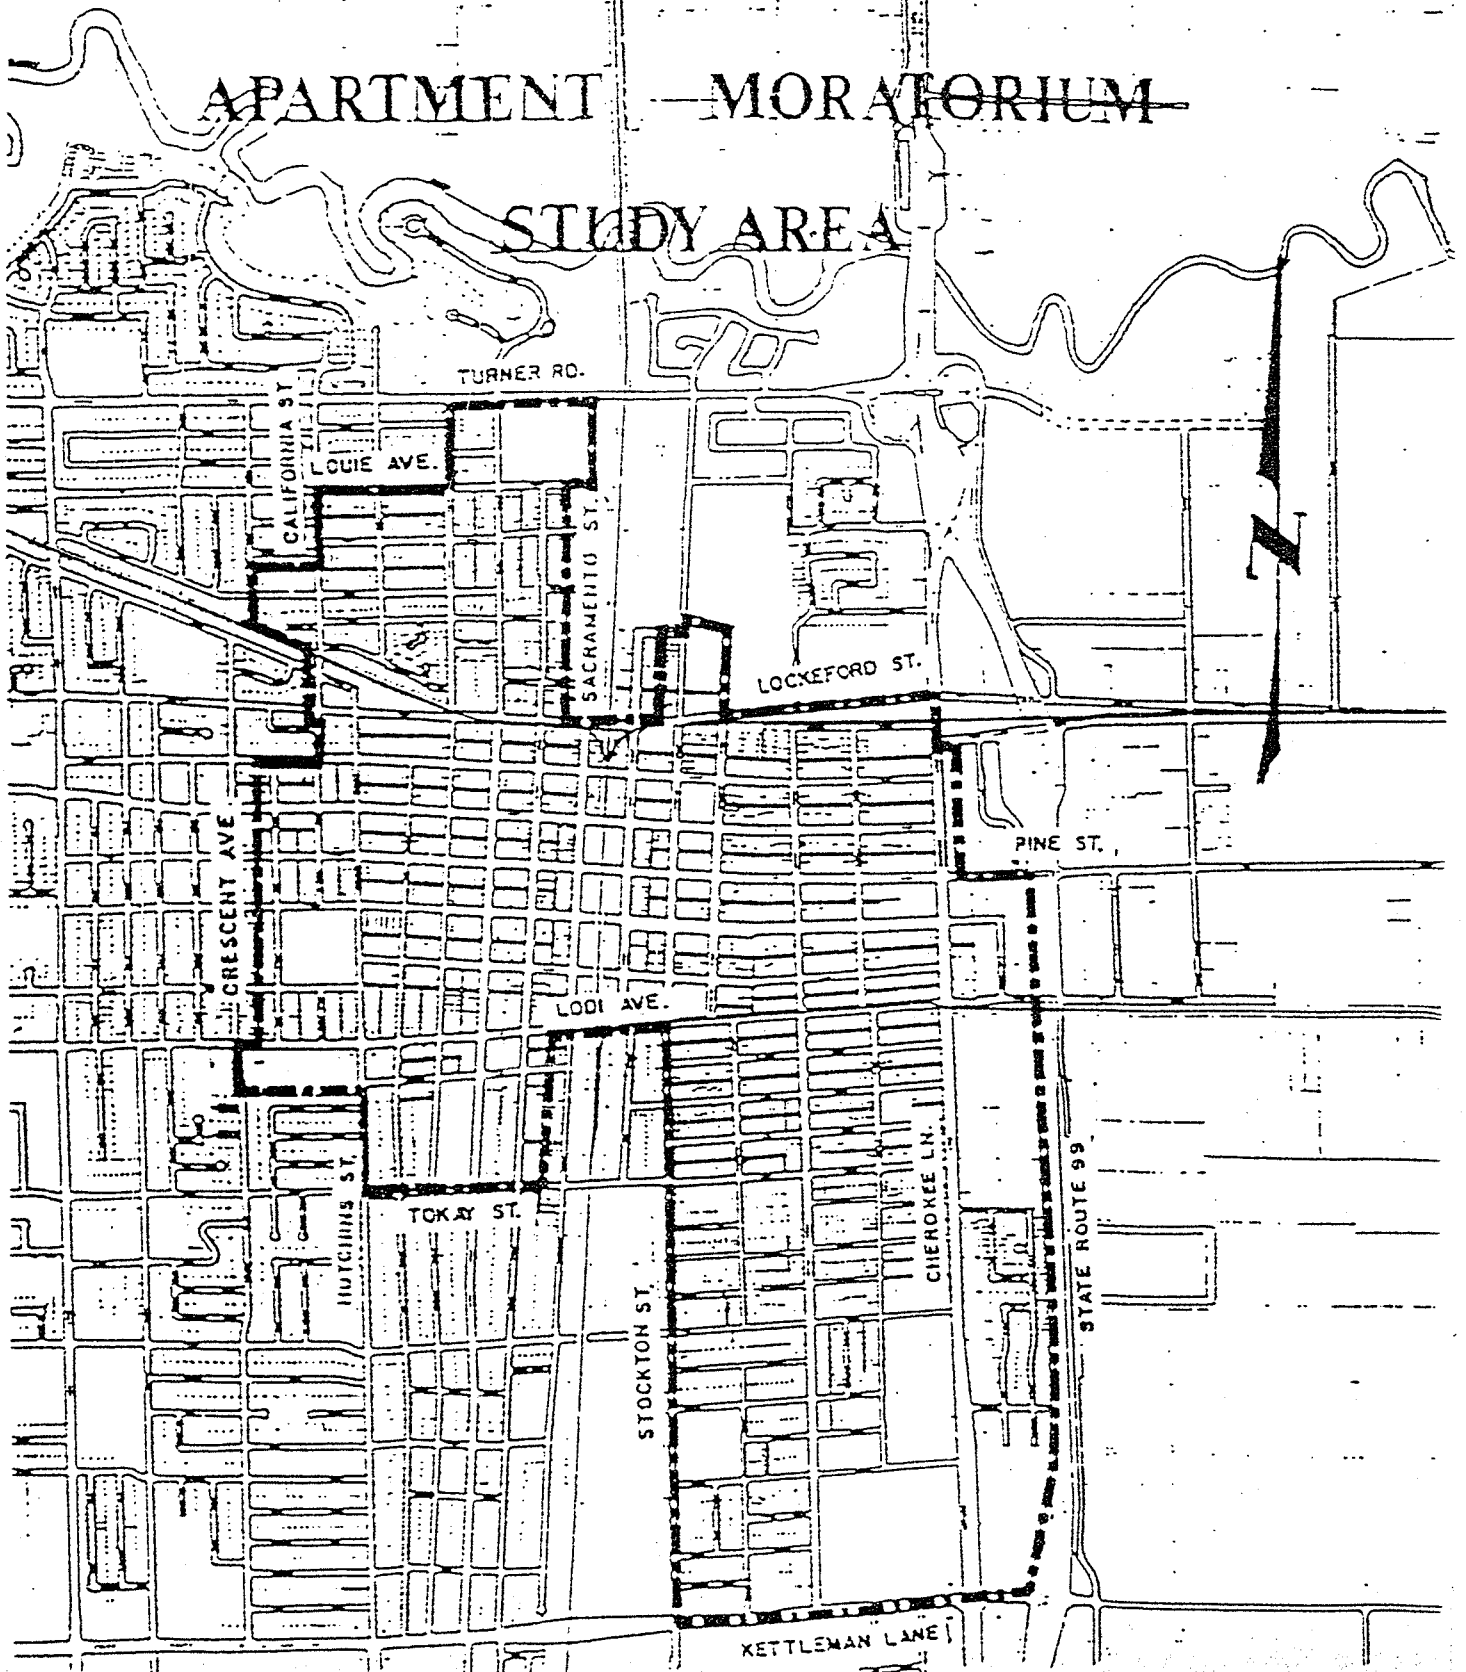 APARTMENT MORATORIUM
STUDY AREA
TURNER RD.
CALIFORNIA ST.
LOUIE AVE.
SACRAMENTO ST.
N
LOCKEFORD ST.
CRESCENT AVE.
PINE ST.
LODI AVE.
HUTCHINS ST.
TOKAY ST.
CHEROKEE LN.
STATE ROUTE 99
STOCKTON ST.
KETTLEMAN LANE